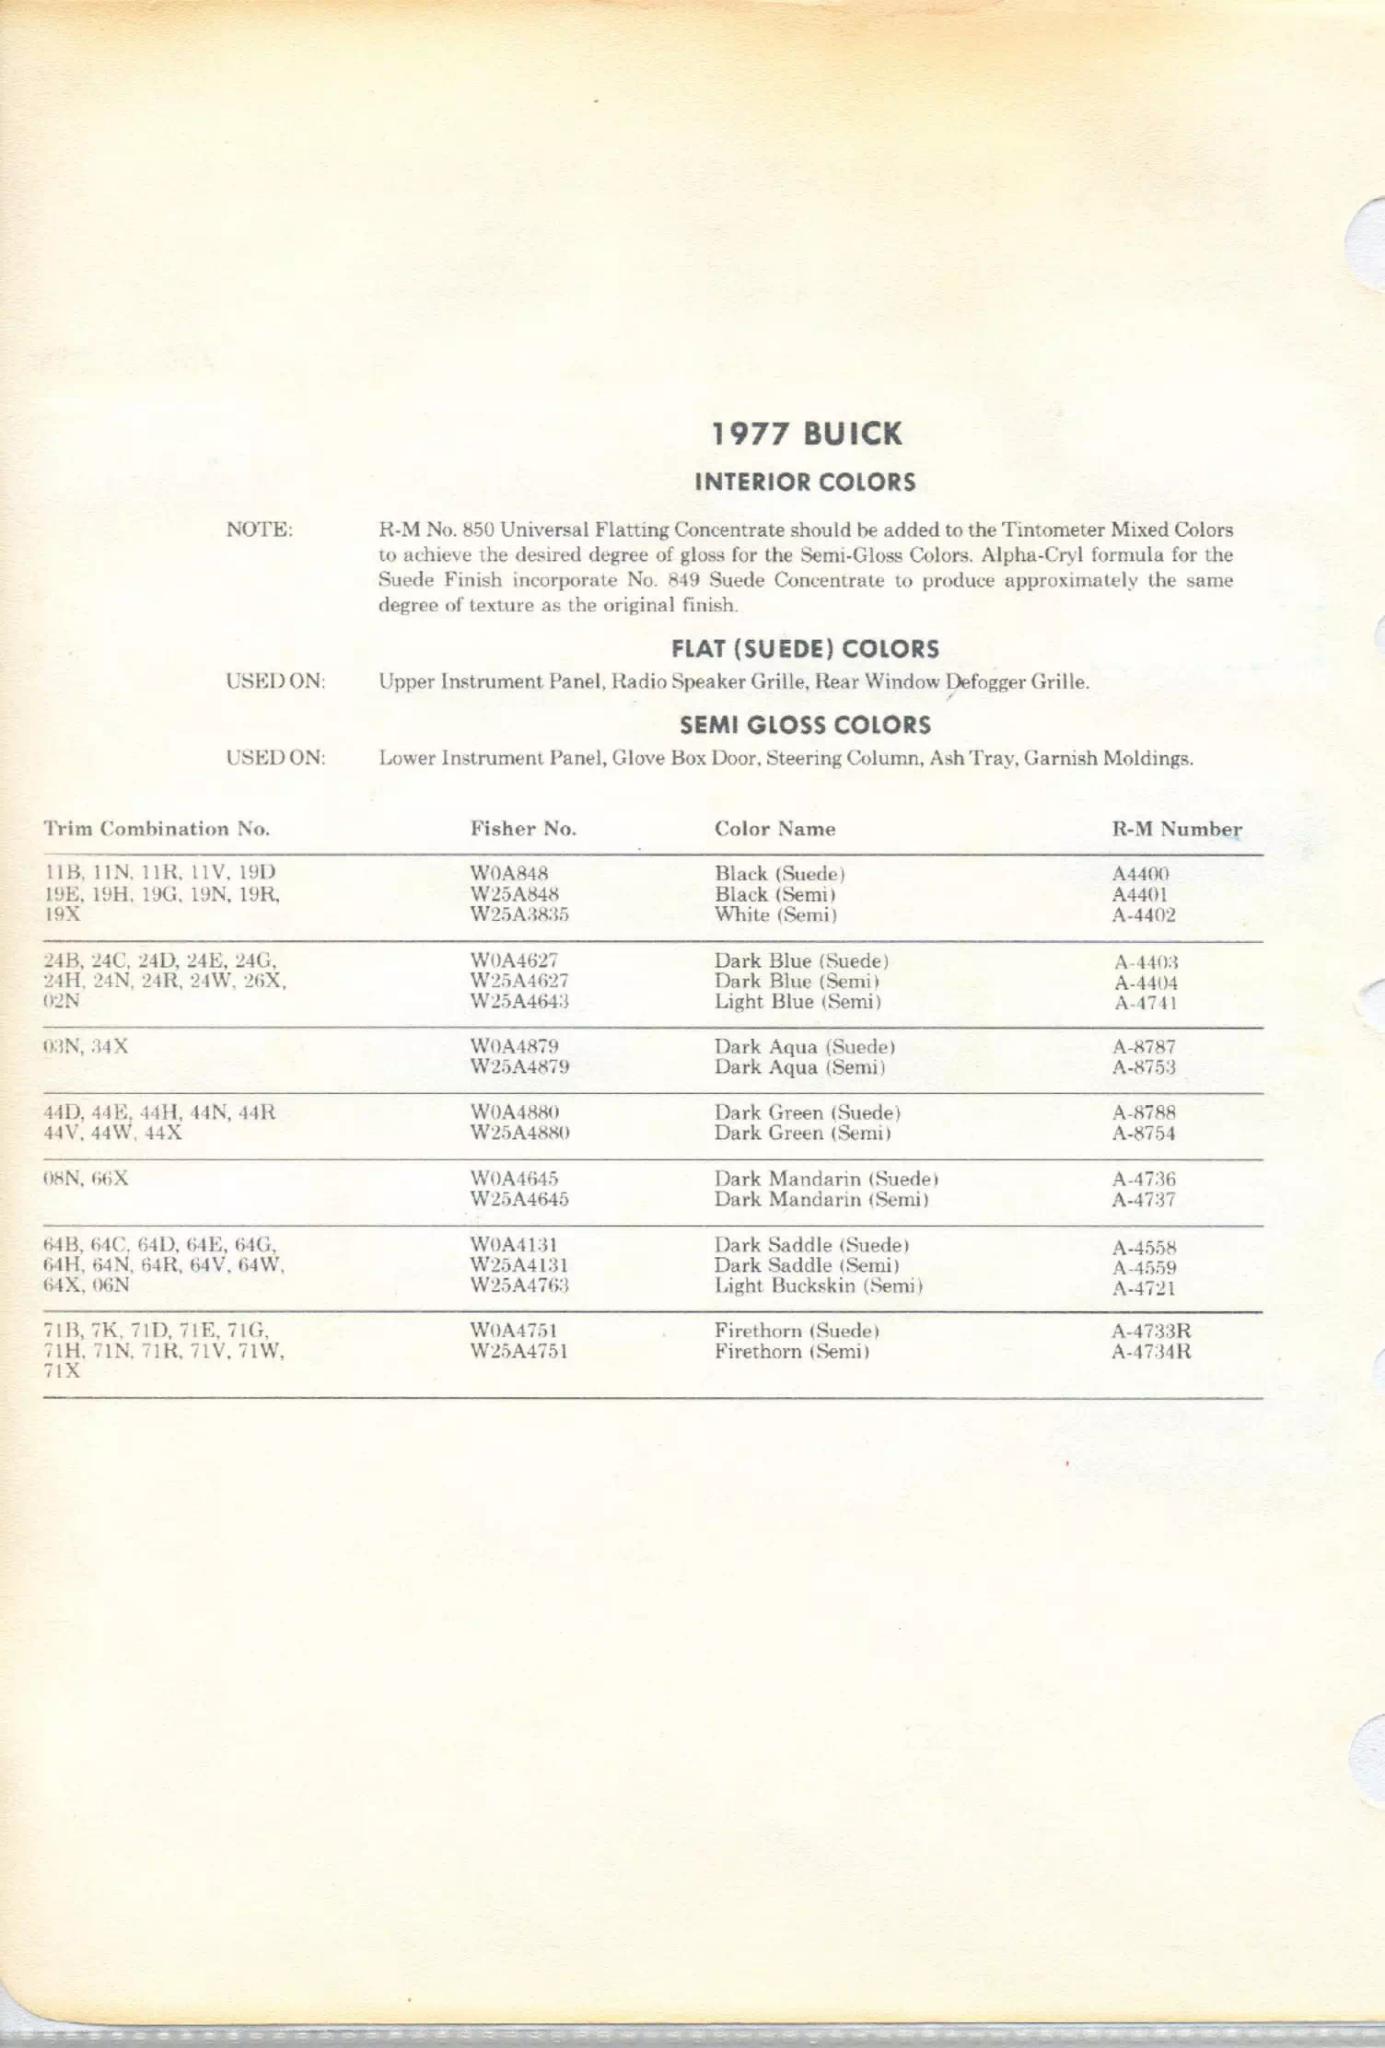 1977 BUICK
INTERIOR COLORS
NOTE: R-M No. 850 Universal Flatting Concentrate should be added to the Tintometer Mixed Colors
to achieve the desired degree of gloss for the Semi-Gloss Colors. Alpha-Cryl formula for the
Suede Finish incorporate No. 849 Suede Concentrate to produce approximately the same
degree of texture as the original finish.
FLAT (SUEDE) COLORS
USED ON: Upper Instrument Panel, Radio Speaker Grille, Rear Window Defogger Grille.
SEMI GLOSS COLORS
USED ON: Lower Instrument Panel, Glove Box Door, Steering Column, Ash Tray, Garnish Moldings.
Trim Combination No. Fisher No. Color Name R-M Number
11B, 11N, 11R, 11V, 19D W0A848 Black (Suede) A4400
19E, 19H, 19G, 19N, 19R, W25A848 Black (Semi) A4401
19X W25A3835 White (Semi) A-4402
24B, 24C, 24D, 24E, 24G, W0A4627 Dark Blue (Suede) A-4403
24H, 24N, 24R, 24W, 26X, W25A4627 Dark Blue (Semi) A-4404
02N W25A4643 Light Blue (Semi) A-4741
03N, 34X W0A4879 Dark Aqua (Suede) A-8787
W25A4879 Dark Aqua (Semi) A-8753
44D, 44E, 44H, 44N, 44R W0A4880 Dark Green (Suede) A-8788
44V, 44W, 44X W25A4880 Dark Green (Semi) A-8754
08N, 66X W0A4645 Dark Mandarin (Suede) A-4736
W25A4645 Dark Mandarin (Semi) A-4737
64B, 64C, 64D, 64E, 64G, W0A4131 Dark Saddle (Suede) A-4558
64H, 64N, 64R, 64V, 64W, W25A4131 Dark Saddle (Semi) A-4559
64X, 06N W25A4763 Light Buckskin (Semi) A-4721
71B, 7K, 71D, 71E, 71G, W0A4751 Firethorn (Suede) A-4733R
71H, 71N, 71R, 71V, 71W, W25A4751 Firethorn (Semi) A-4734R
71X